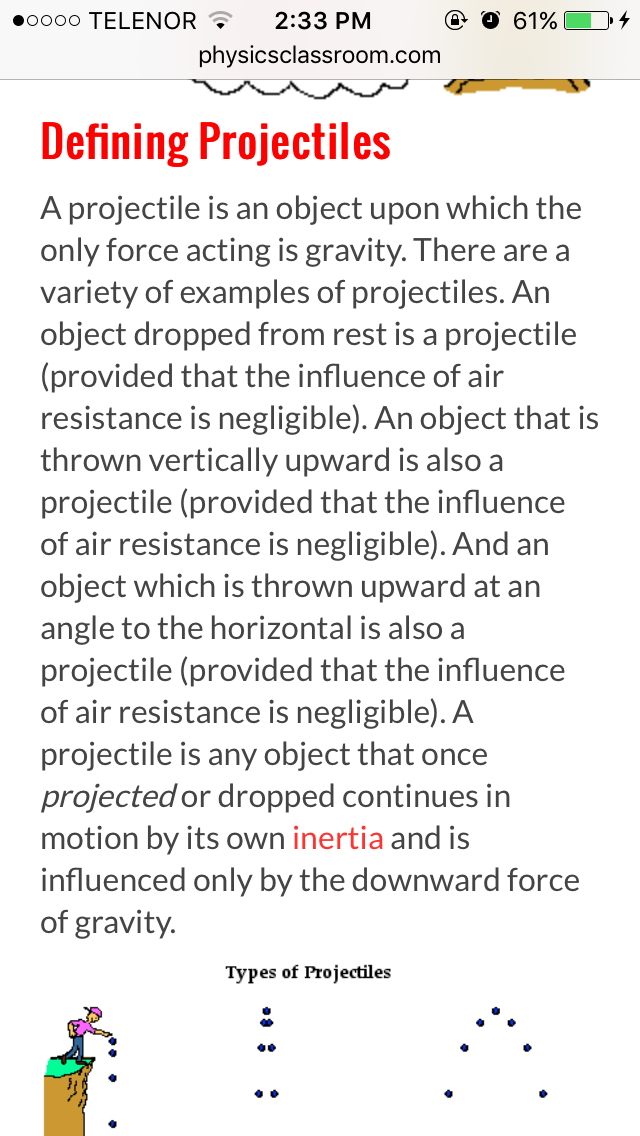 TELENOR 2:33 PM 61%
physicsclassroom.com
Defining Projectiles
A projectile is an object upon which the
only force acting is gravity. There are a
variety of examples of projectiles. An
object dropped from rest is a projectile
(provided that the influence of air
resistance is negligible). An object that is
thrown vertically upward is also a
projectile (provided that the influence
of air resistance is negligible). And an
object which is thrown upward at an
angle to the horizontal is also a
projectile (provided that the influence
of air resistance is negligible). A
projectile is any object that once
projected or dropped continues in
motion by its own inertia and is
influenced only by the downward force
of gravity.
Types of Projectiles